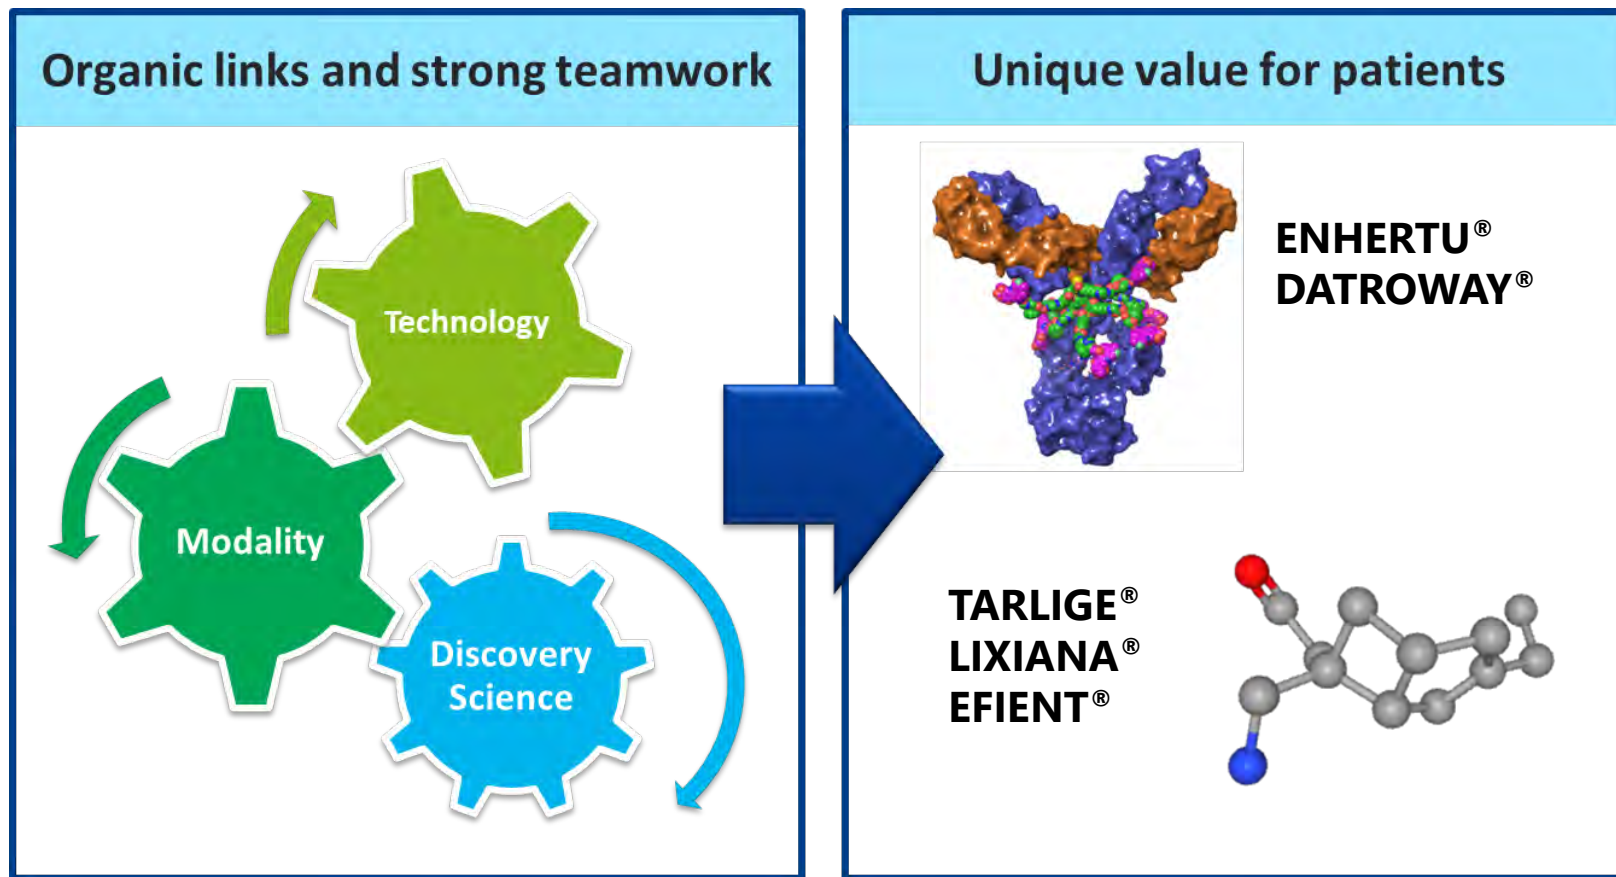 Organic links and strong teamwork
Technology
Modality
Discovery
Science
Unique value for patients
ENHERTU®
DATROWAY®
TARLIGE®
LIXIANA®
EFIENT®